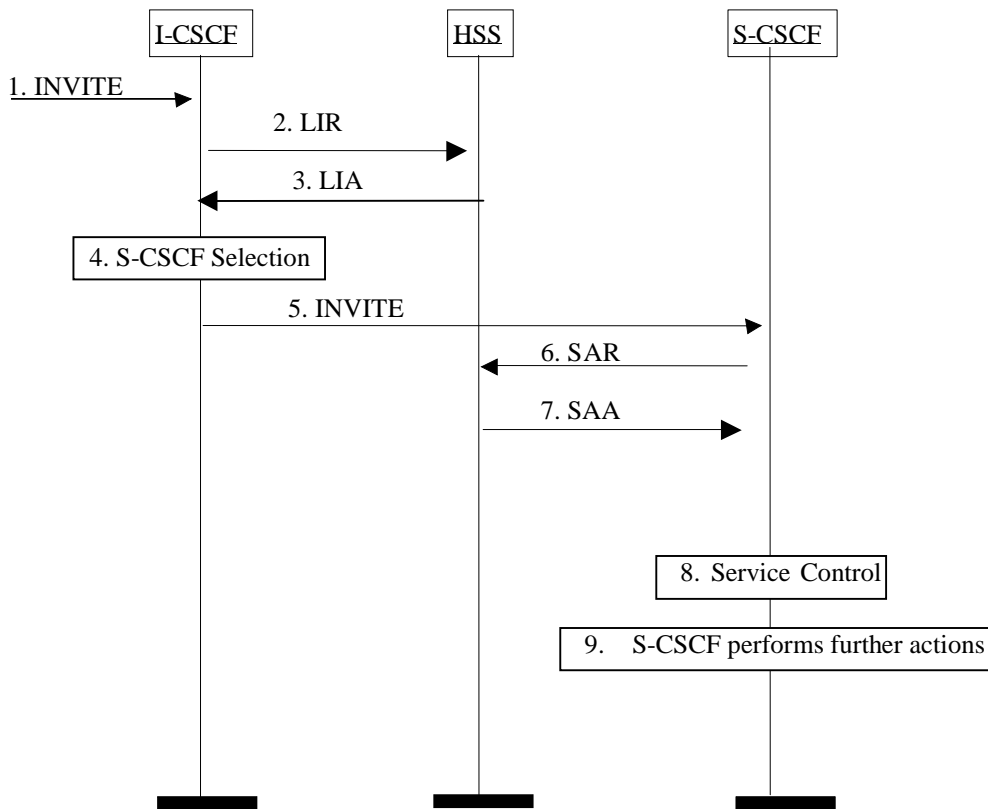 I-CSCF
HSS
S-CSCF
1. INVITE
2. LIR
3. LIA
4. S-CSCF Selection
5. INVITE
6. SAR
7. SAA
8. Service Control
9. S-CSCF performs further actions